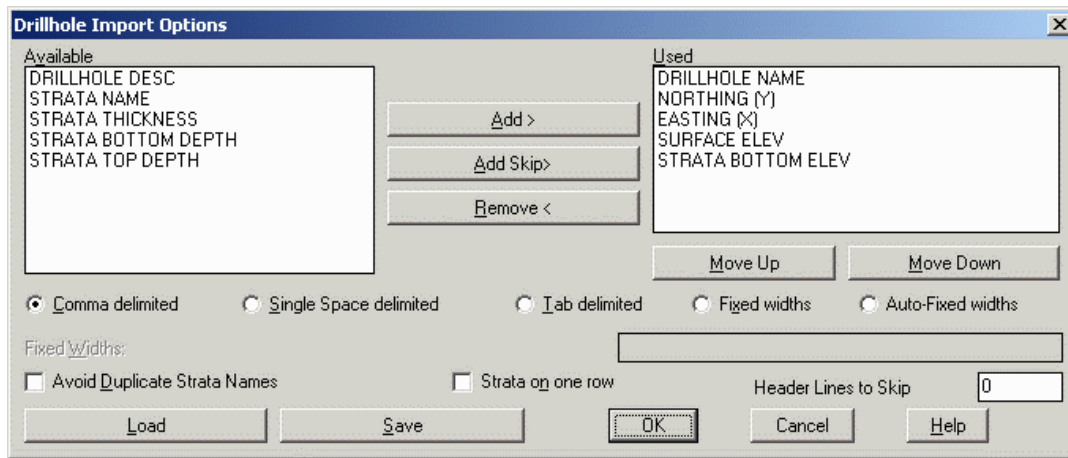 Drillhole Import Options
Available
DRILLHOLE DESC
STRATA NAME
STRATA THICKNESS
STRATA BOTTOM DEPTH
STRATA TOP DEPTH
Add >
Add Skip>
Remove <
Used
DRILLHOLE NAME
NORTHING (Y)
EASTING (X)
SURFACE ELEV
STRATA BOTTOM ELEV
Move Up Move Down
Comma delimited Single Space delimited Tab delimited Fixed widths Auto-Fixed widths
Fixed Widths:
Avoid Duplicate Strata Names Strata on one row Header Lines to Skip 0
Load Save OK Cancel Help